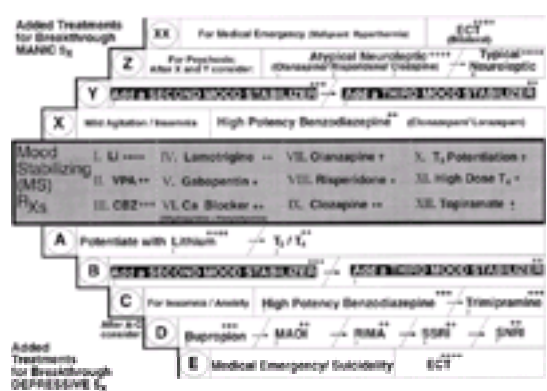 Added Treatments
for Breakthrough
MANIC Sx
XX For Medical Emergency (Malignant Hyperthermia) ECT++++
(Bilateral)
Z For Psychosis: Atypical Neuroleptic++++ → Typical
After X and Y consider: (Olanzapine/ Risperidone/ Clozapine) Neuroleptic
Y Add a SECOND MOOD STABILIZER → Add a THIRD MOOD STABILIZER
X Mild Agitation / Insomnia High Potency Benzodiazepine++ (Clonazepam/ Lorazepam)
Mood
Stabilizing
(MS)
Rxs
I. Li IV. Lamotrigine ++ VII. Olanzapine X. T4 Potentiation
II. VPA ++ V. Gabapentin VIII. Risperidone XI. High Dose T4
III. CBZ VI. Ca Blocker ++ IX. Clozapine ++ XII. Topiramate
A Potentiate with Lithium → T3 / T4
B Add a SECOND MOOD STABILIZER → Add a THIRD MOOD STABILIZER
C For Insomnia / Anxiety High Potency Benzodiazepine → Trimipramine
After A-C
consider D Bupropion → MAOI → RIMA → SSRI → SNRI
E Medical Emergency/ Suicidality ECT
Added
Treatments
for Breakthrough
DEPRESSIVE Sx